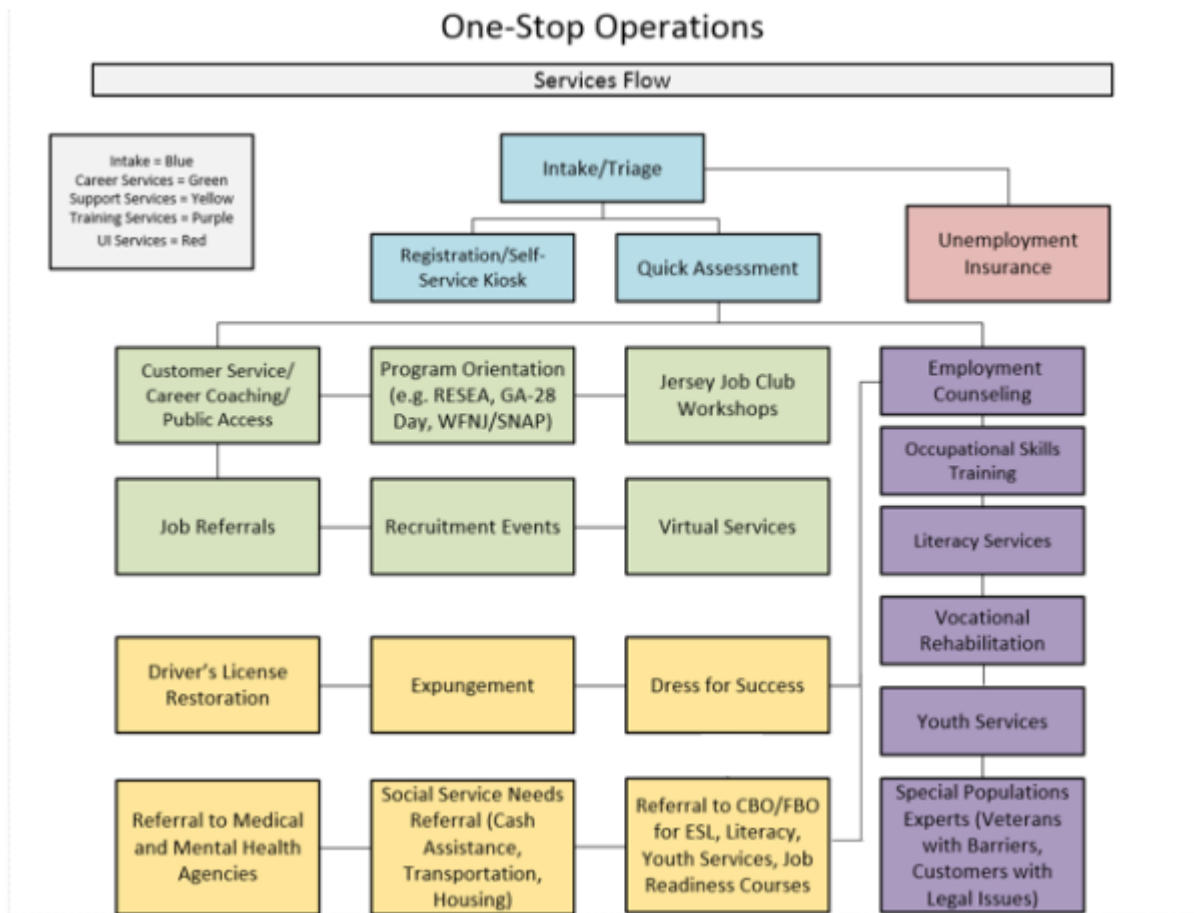 One-Stop Operations
Services Flow
Intake = Blue
Career Services = Green
Support Services = Yellow
Training Services = Purple
UI Services = Red
Intake/Triage
Registration/Self-
Service Kiosk
Quick Assessment
Unemployment
Insurance
Customer Service/
Career Coaching/
Public Access
Program Orientation
(e.g. RESEA, GA-28
Day, WFNJ/SNAP)
Jersey Job Club
Workshops
Employment
Counseling
Occupational Skills
Training
Job Referrals
Recruitment Events
Virtual Services
Literacy Services
Vocational
Rehabilitation
Driver's License
Restoration
Expungement
Dress for Success
Youth Services
Referral to Medical
and Mental Health
Agencies
Social Service Needs
Referral (Cash
Assistance,
Transportation,
Housing)
Referral to CBO/FBO
for ESL, Literacy,
Youth Services, Job
Readiness Courses
Special Populations
Experts (Veterans
with Barriers,
Customers with
Legal Issues)